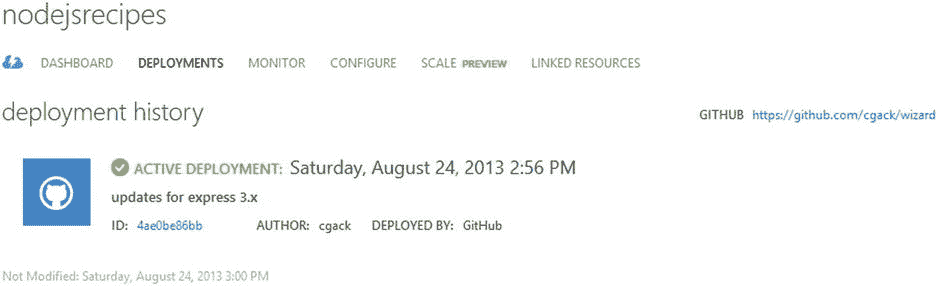 nodejsrecipes
DASHBOARD DEPLOYMENTS MONITOR CONFIGURE SCALE PREVIEW LINKED RESOURCES
deployment history
GITHUB https://github.com/cgack/wizard
ACTIVE DEPLOYMENT: Saturday, August 24, 2013 2:56 PM
updates for express 3.x
ID: 4ae0be86bb AUTHOR: cgack DEPLOYED BY: GitHub
Not Modified: Saturday, August 24, 2013 3:00 PM